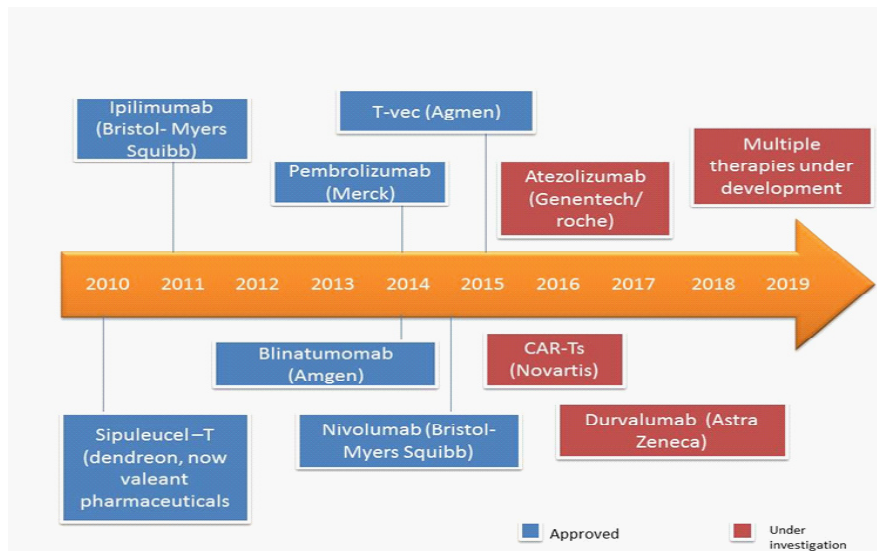 Ipilimumab
(Bristol- Myers
Squibb)
T-vec (Agmen)
Pembrolizumab
(Merck)
Atezolizumab
(Genentech/
roche)
Multiple
therapies under
development
2010 2011 2012 2013 2014 2015 2016 2017 2018 2019
Blinatumomab
(Amgen)
CAR-Ts
(Novartis)
Sipuleucel –T
(dendreon, now
valeant
pharmaceuticals
Nivolumab (Bristol-
Myers Squibb)
Durvalumab (Astra
Zeneca)
Approved
Under
investigation